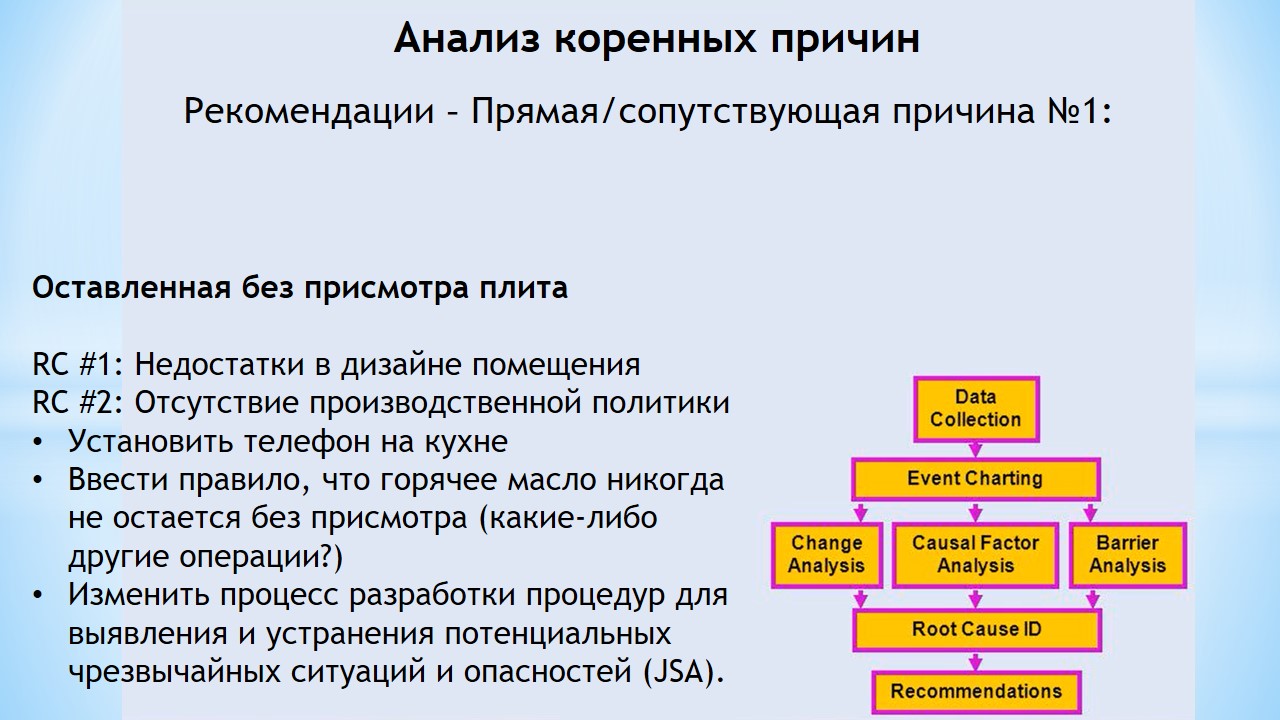 Анализ коренных причин
Рекомендации – Прямая/сопутствующая причина №1:
Оставленная без присмотра плита
RC #1: Недостатки в дизайне помещения
RC #2: Отсутствие производственной политики
• Установить телефон на кухне
• Ввести правило, что горячее масло никогда
не остается без присмотра (какие-либо
другие операции?)
• Изменить процесс разработки процедур для
выявления и устранения потенциальных
чрезвычайных ситуаций и опасностей (JSA).
Data
Collection
Event Charting
Change
Analysis
Causal Factor
Analysis
Barrier
Analysis
Root Cause ID
Recommendations